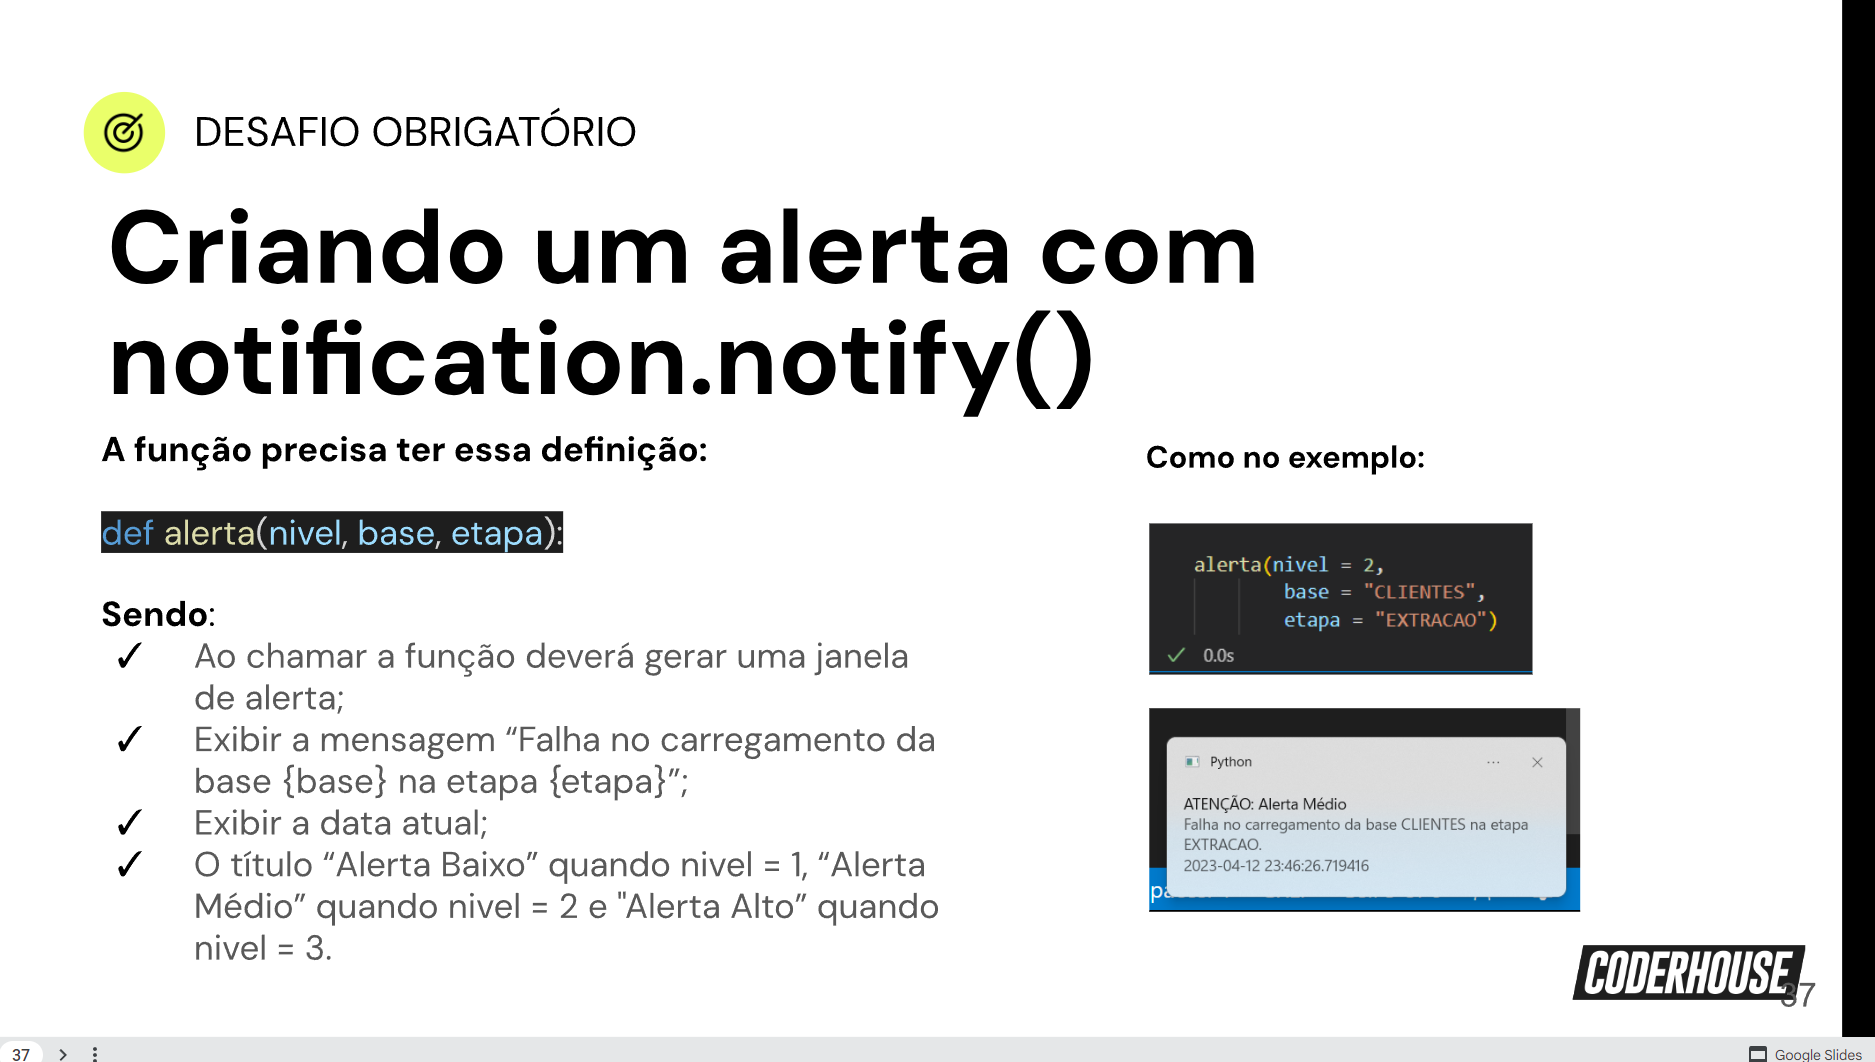 DESAFIO OBRIGATÓRIO
Criando um alerta com
notification.notify()
A função precisa ter essa definição:
def alerta(nivel, base, etapa):
Sendo:
✓ Ao chamar a função deverá gerar uma janela
de alerta;
✓ Exibir a mensagem “Falha no carregamento da
base {base} na etapa {etapa}”;
✓ Exibir a data atual;
✓ O título “Alerta Baixo” quando nivel = 1, “Alerta
Médio” quando nivel = 2 e "Alerta Alto” quando
nivel = 3.
Como no exemplo:
alerta(nivel = 2,
base = "CLIENTES",
etapa = "EXTRACAO")
✓ 0.0s
Python
ATENÇÃO: Alerta Médio
Falha no carregamento da base CLIENTES na etapa
EXTRACAO.
2023-04-12 23:46:26.719416
CODERHOUSE
37
37
Google Slides